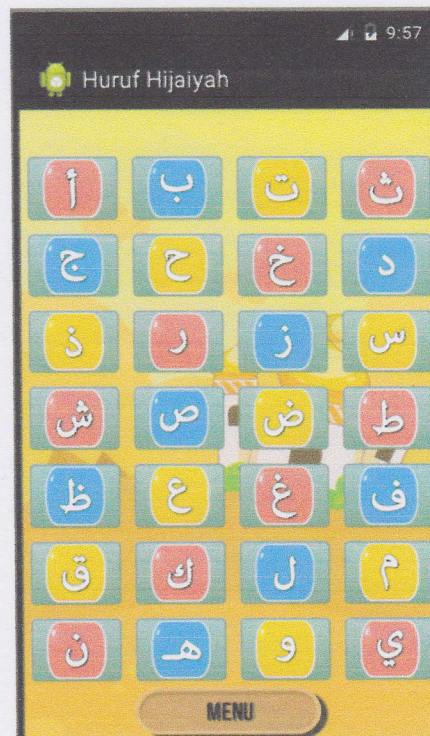 9:57
Huruf Hijaiyah
أ ب ت ث
ج ح خ د
ذ ر ز س
ش ص ض ط
ظ ع غ ف
ق ك ل م
ن هـ و ي
MENU